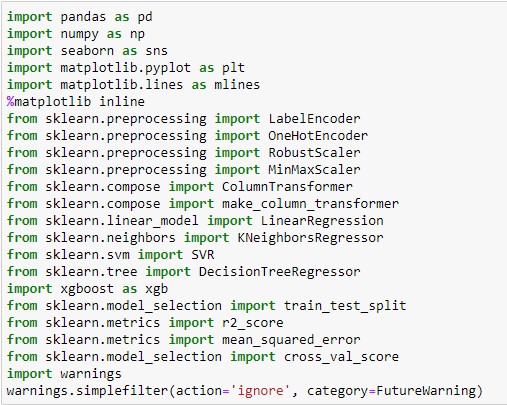 import pandas as pd
import numpy as np
import seaborn as sns
import matplotlib.pyplot as plt
import matplotlib.lines as mlines
%matplotlib inline
from sklearn.preprocessing import LabelEncoder
from sklearn.preprocessing import OneHotEncoder
from sklearn.preprocessing import RobustScaler
from sklearn.preprocessing import MinMaxScaler
from sklearn.compose import ColumnTransformer
from sklearn.compose import make_column_transformer
from sklearn.linear_model import LinearRegression
from sklearn.neighbors import KNeighborsRegressor
from sklearn.svm import SVR
from sklearn.tree import DecisionTreeRegressor
import xgboost as xgb
from sklearn.model_selection import train_test_split
from sklearn.metrics import r2_score
from sklearn.metrics import mean_squared_error
from sklearn.model_selection import cross_val_score
import warnings
warnings.simplefilter(action='ignore', category=FutureWarning)